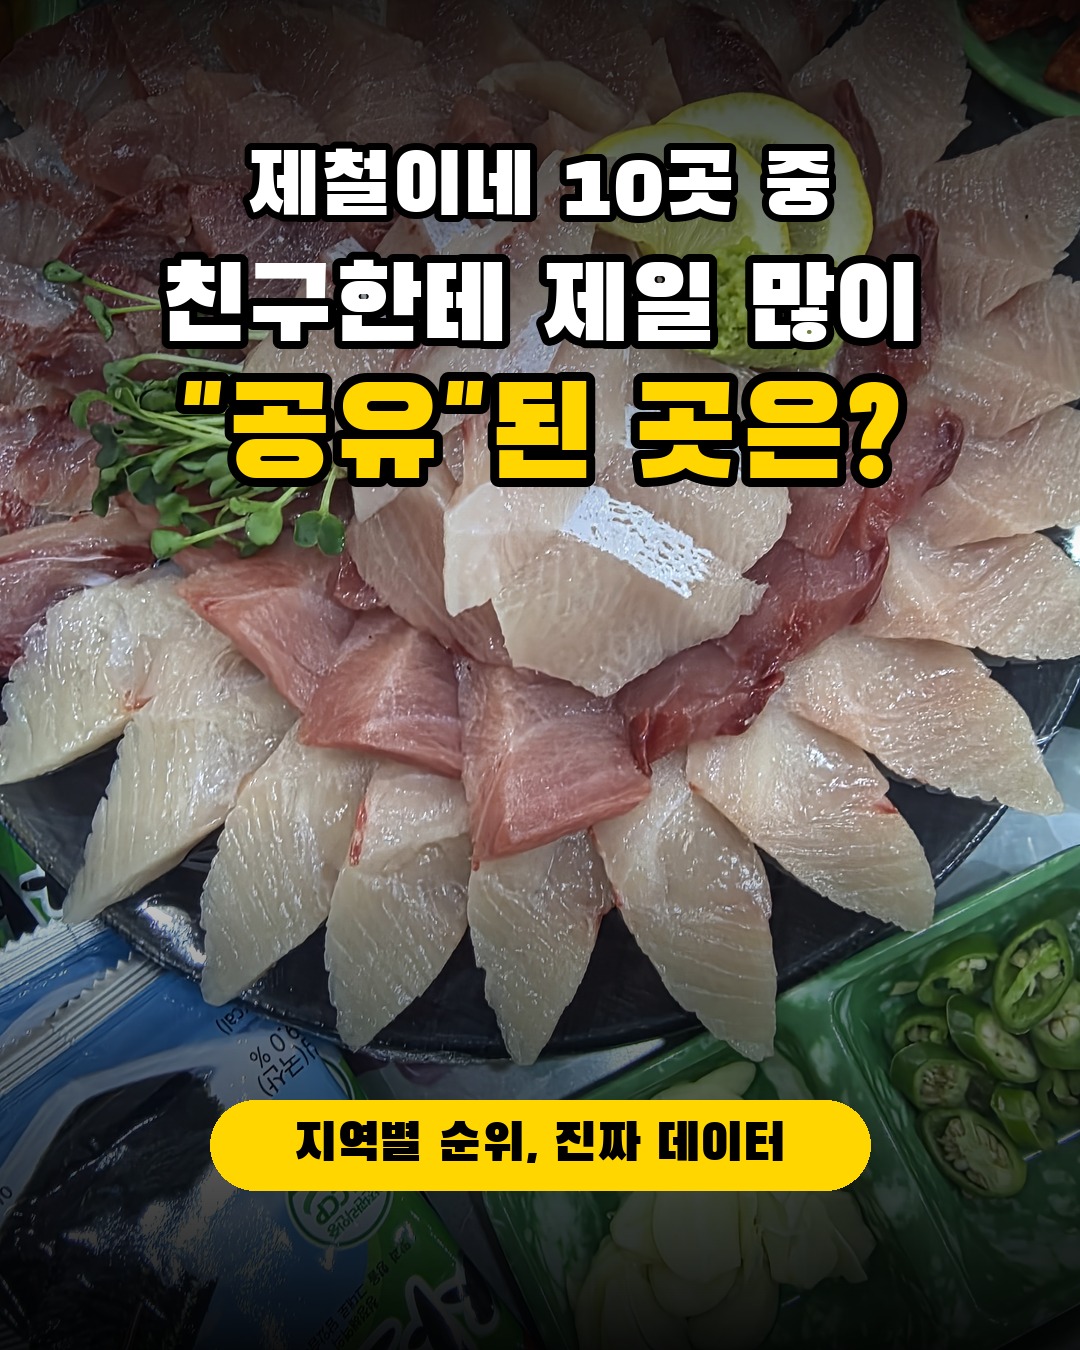 제철이네 10곳 중
친구한테 제일 많이
"공유"된 곳은?
지역별 순위, 진짜 데이터